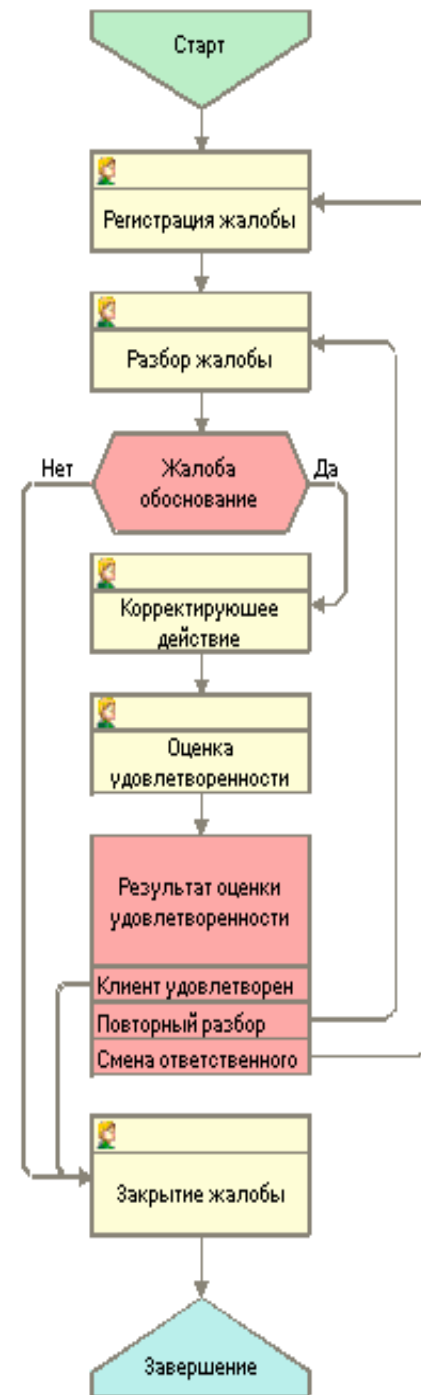 Старт
Регистрация жалобы
Разбор жалобы
Нет
Жалоба
обоснование
Да
Корректируюшее
действие
Оценка
удовлетворенности
Результат оценки
удовлетворенности
Клиент удовлетворен
Повторный разбор
Смена ответственного
Закрытие жалобы
Завершение